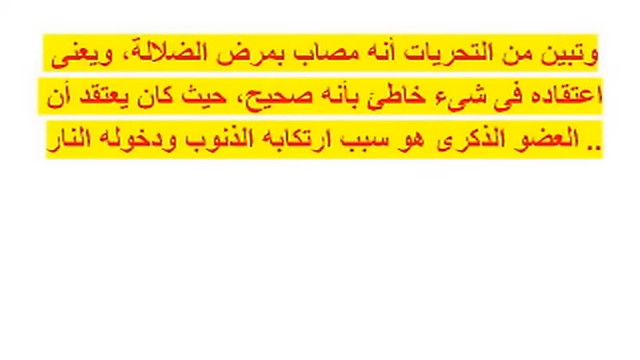 وتبين من التحريات أنه مصاب بمرض الضلالة، ويعنى
اعتقاده فى شىء خاطئ بأنه صحيح، حيث كان يعتقد أن
العضو الذكرى هو سبب ارتكابه الذنوب ودخوله النار ..